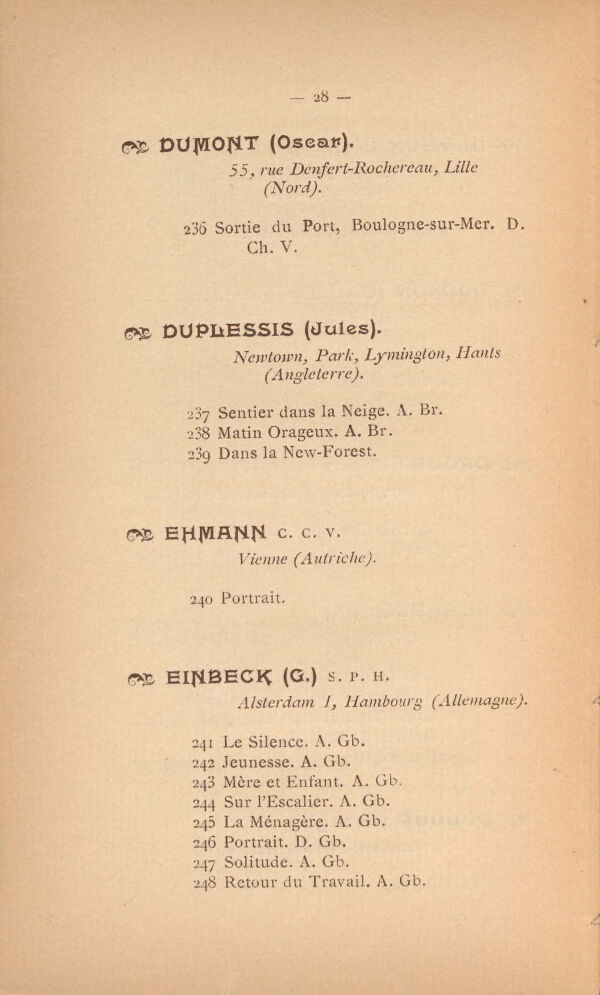 — 28 —
DUMONT (Oscar).
55, rue Denfert-Rochereau, Lille
(Nord).
236 Sortie du Port, Boulogne-sur-Mer. D.
Ch. V.
DUPLESSIS (Jules).
Newtown, Park, Lymington, Hants
(Angleterre).
237 Sentier dans la Neige. A. Br.
238 Matin Orageux. A. Br.
239 Dans la New-Forest.
EHMANN C. C. V.
Vienne (Autriche).
240 Portrait.
EINBECK (G.) S. P. H.
Alsterdam I, Hambourg (Allemagne).
241 Le Silence. A. Gb.
242 Jeunesse. A. Gb.
243 Mère et Enfant. A. Gb.
244 Sur l'Escalier. A. Gb.
245 La Ménagère. A. Gb.
246 Portrait. D. Gb.
247 Solitude. A. Gb.
248 Retour du Travail. A. Gb.